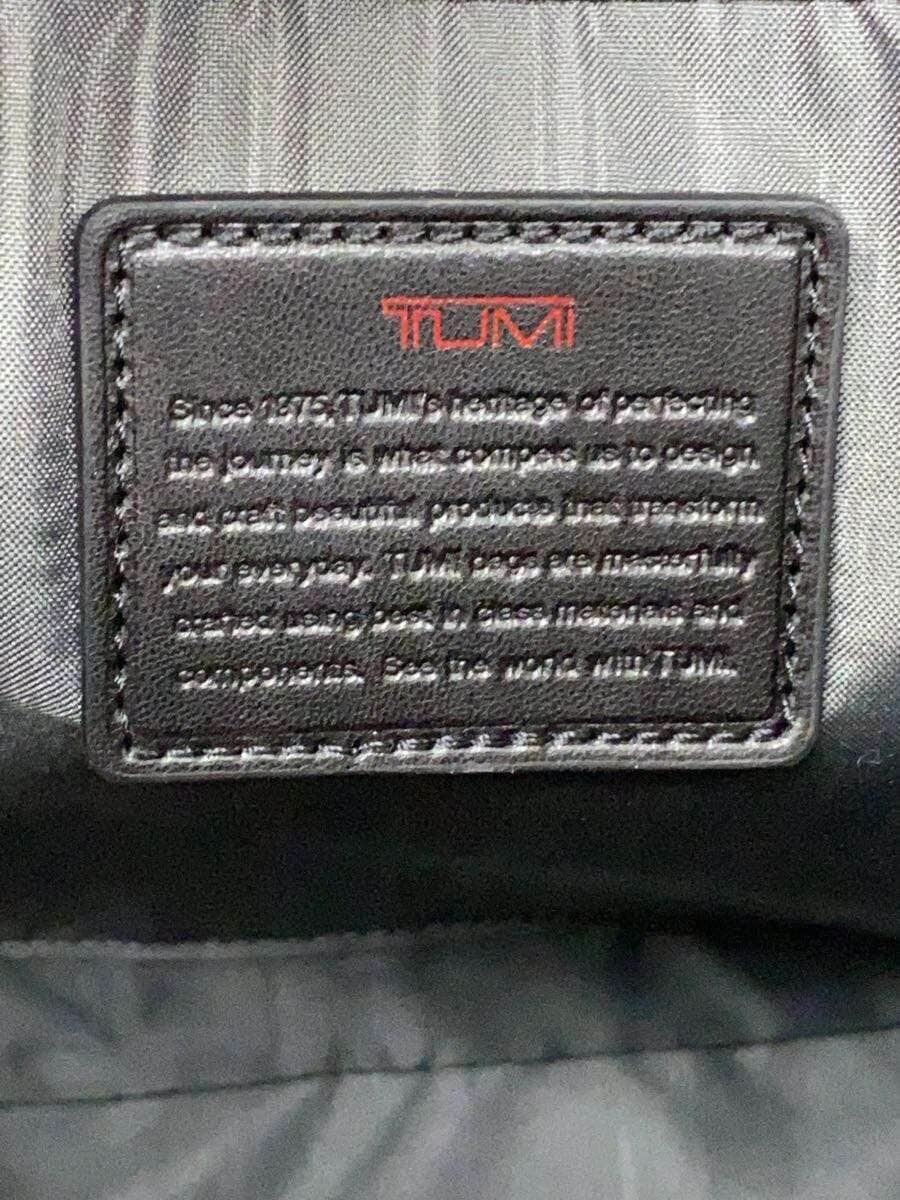 TUMI
Since 1975, TUMI's heritage of perfecting
the journey is what compels us to design
and craft beautiful products that transform
your everyday. TUMI bags are masterfully
crafted using best in class materials and
components. See the world with TUMI.